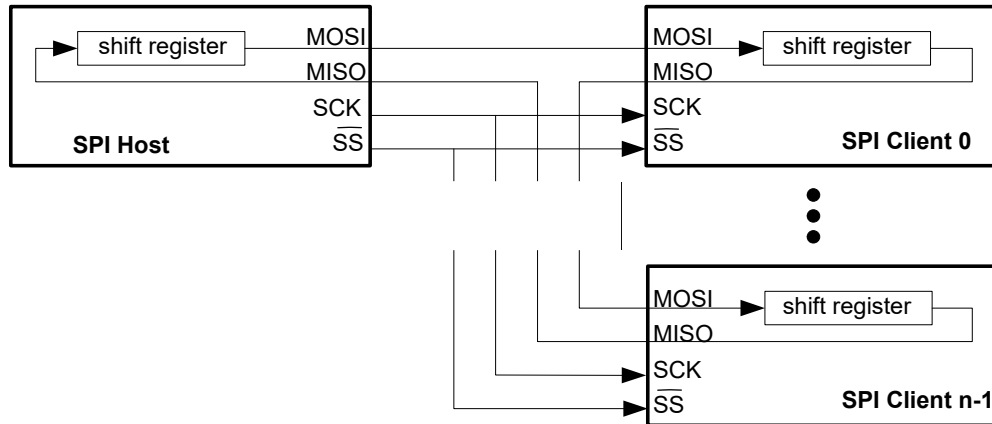 shift register
MOSI
MISO
SCK
SS
SPI Host
MOSI
shift register
MISO
SCK
SS
SPI Client 0
MOSI
shift register
MISO
SCK
SS
SPI Client n-1